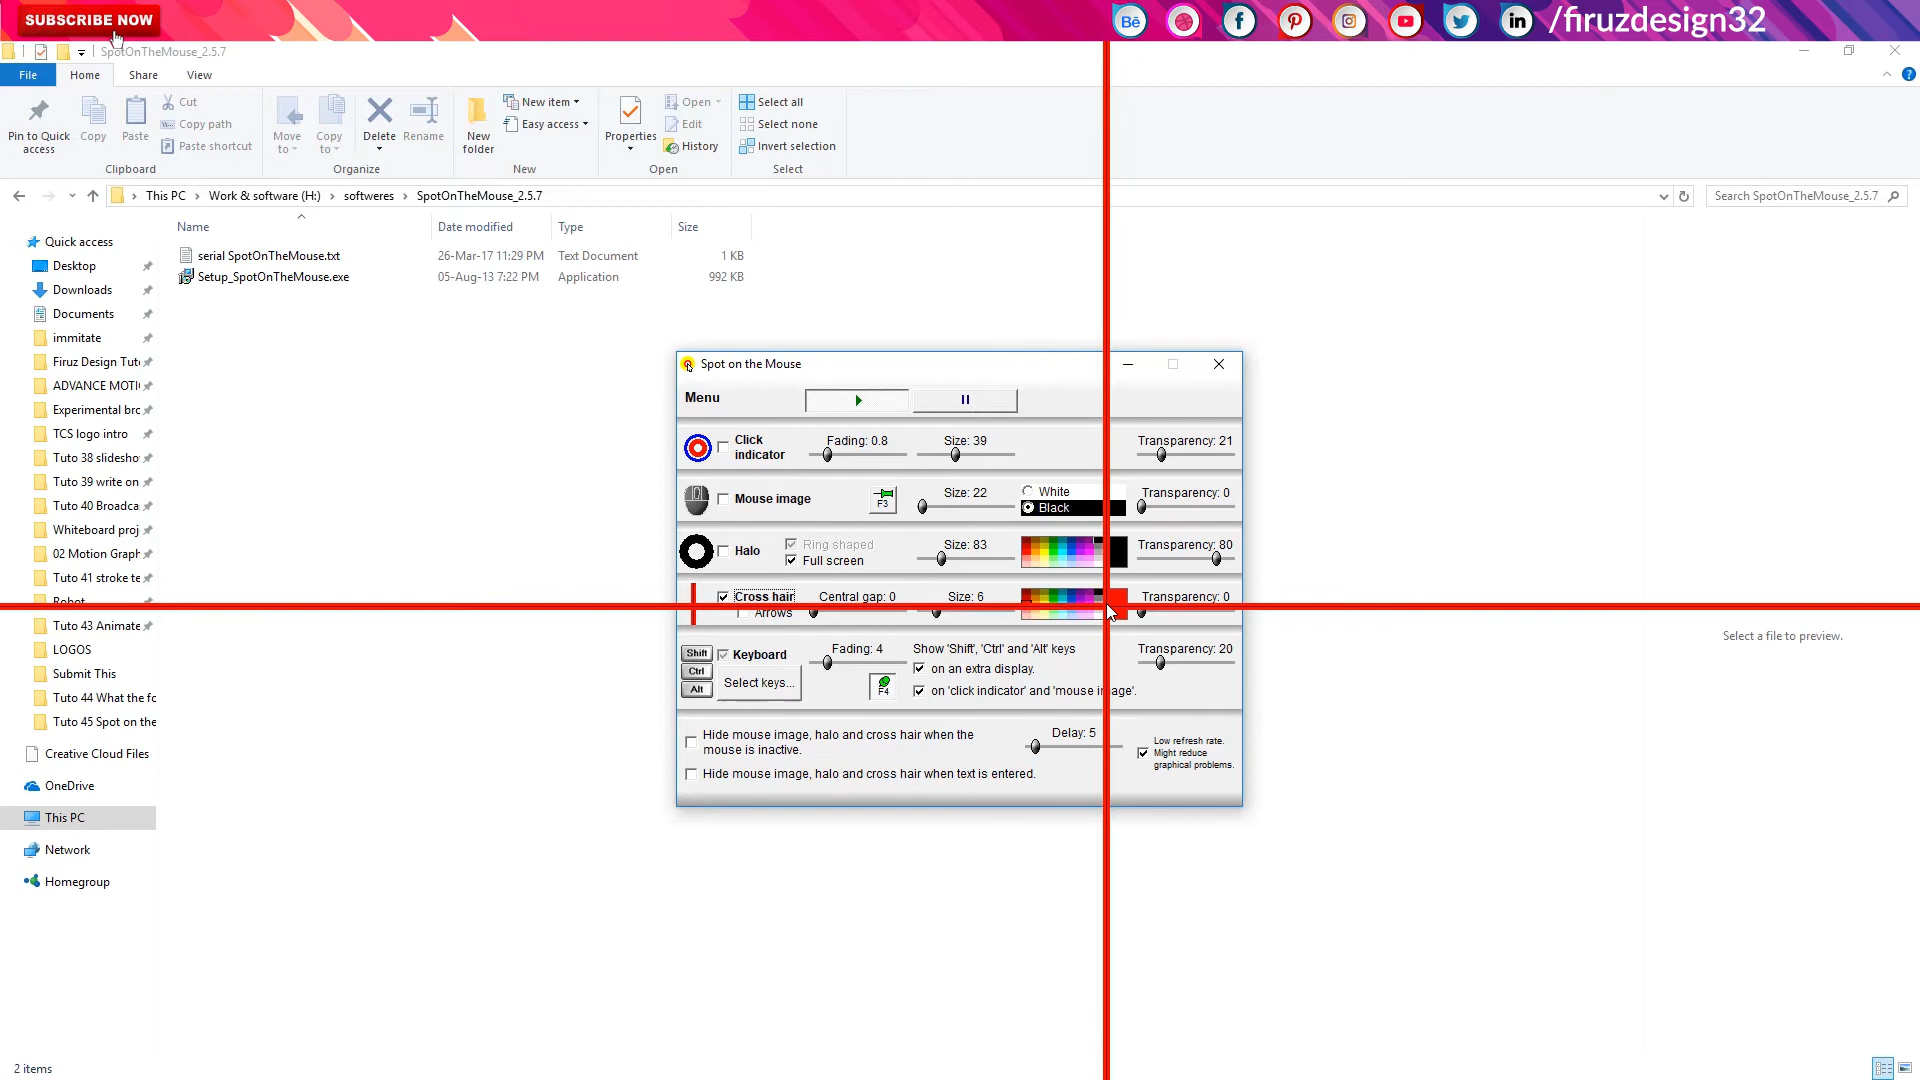 SUBSCRIBE NOW
/firuzdesign32
SpotOnTheMouse_2.5.7
File Home Share View
Pin to Quick access
Copy
Paste
Cut
Copy path
Paste shortcut
Clipboard
Move to
Copy to
Delete
Rename
Organize
New folder
New item
Easy access
New
Properties
Open
Edit
History
Open
Select all
Select none
Invert selection
Select
This PC Work & software (H:) softweres SpotOnTheMouse_2.5.7
Search SpotOnTheMouse_2.5.7
Name Date modified Type Size
serial SpotOnTheMouse.txt 26-Mar-17 11:29 PM Text Document 1 KB
Setup_SpotOnTheMouse.exe 05-Aug-13 7:22 PM Application 992 KB
Quick access
Desktop
Downloads
Documents
immitate
Firuz Design Tut
ADVANCE MOTI
Experimental brc
TCS logo intro
Tuto 38 slidesho
Tuto 39 write on
Tuto 40 Broadca
Whiteboard proj
02 Motion Graph
Tuto 41 stroke te
Robot
Tuto 43 Animate
LOGOS
Submit This
Tuto 44 What the fo
Tuto 45 Spot on the
Creative Cloud Files
OneDrive
This PC
Network
Homegroup
Spot on the Mouse
Menu
Click indicator
Fading: 0.8 Size: 39 Transparency: 21
Mouse image
F3
Size: 22
White
Black
Transparency: 0
Halo
Ring shaped
Full screen
Size: 83 Transparency: 80
Cross hair
Arrows
Central gap: 0 Size: 6 Transparency: 0
Shift
Ctrl
Alt
Keyboard
Select keys...
Fading: 4
F4
Show 'Shift', 'Ctrl' and 'Alt' keys
on an extra display.
on 'click indicator' and 'mouse image'.
Transparency: 20
Hide mouse image, halo and cross hair when the
mouse is inactive.
Delay: 5
Low refresh rate.
Might reduce
graphical problems.
Hide mouse image, halo and cross hair when text is entered.
Select a file to preview.
2 items